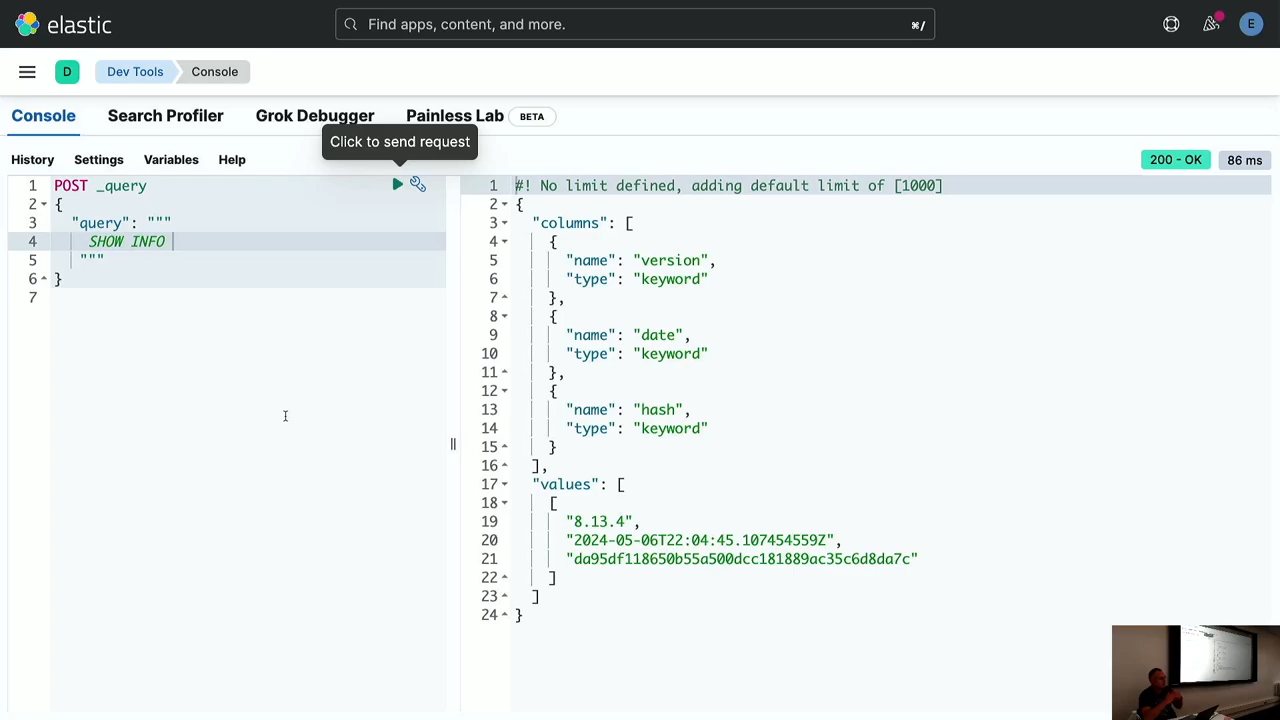 elastic
Find apps, content, and more.
⌘/
E
D
Dev Tools
Console
Console
Search Profiler
Grok Debugger
Painless Lab
BETA
Click to send request
History
Settings
Variables
Help
200 - OK
86 ms
1 POST _query
2 {
3 "query": """
4 SHOW INFO
5 """
6 }
7
1 #! No limit defined, adding default limit of [1000]
2 {
3 "columns": [
4 {
5 "name": "version",
6 "type": "keyword"
7 },
8 {
9 "name": "date",
10 "type": "keyword"
11 },
12 {
13 "name": "hash",
14 "type": "keyword"
15 }
16 ],
17 "values": [
18 [
19 "8.13.4",
20 "2024-05-06T22:04:45.107454559Z",
21 "da95df118650b55a500dcc181889ac35c6d8da7c"
22 ]
23 ]
24 }